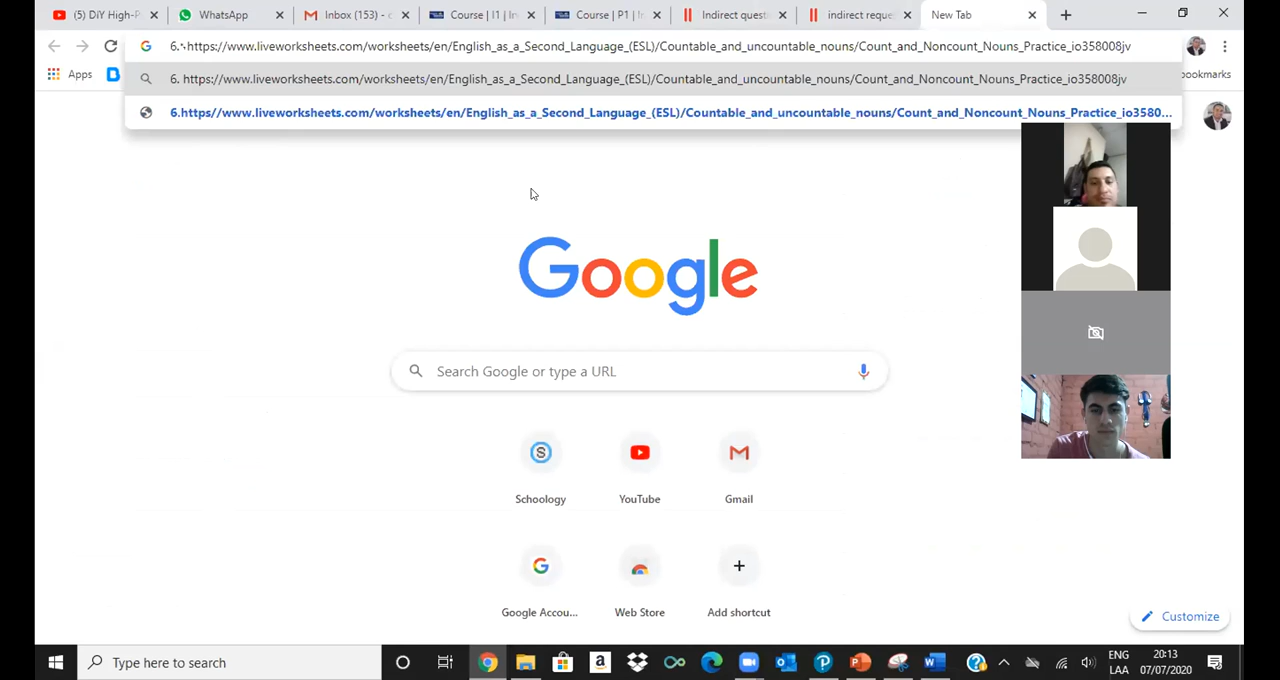 (5) DiY High-P
WhatsApp
Inbox (153) -
Course | I1 | In
Course | P1 | In
Indirect quest
indirect reque
New Tab
6. https://www.liveworksheets.com/worksheets/en/English_as_a_Second_Language_(ESL)/Countable_and_uncountable_nouns/Count_and_Noncount_Nouns_Practice_io358008jv
Apps
bookmarks
6. https://www.liveworksheets.com/worksheets/en/English_as_a_Second_Language_(ESL)/Countable_and_uncountable_nouns/Count_and_Noncount_Nouns_Practice_io358008jv
6.https://www.liveworksheets.com/worksheets/en/English_as_a_Second_Language_(ESL)/Countable_and_uncountable_nouns/Count_and_Noncount_Nouns_Practice_io3580...
Google
Search Google or type a URL
Schoology
YouTube
Gmail
Google Accou...
Web Store
Add shortcut
Customize
Type here to search
ENG
LAA
20:13
07/07/2020